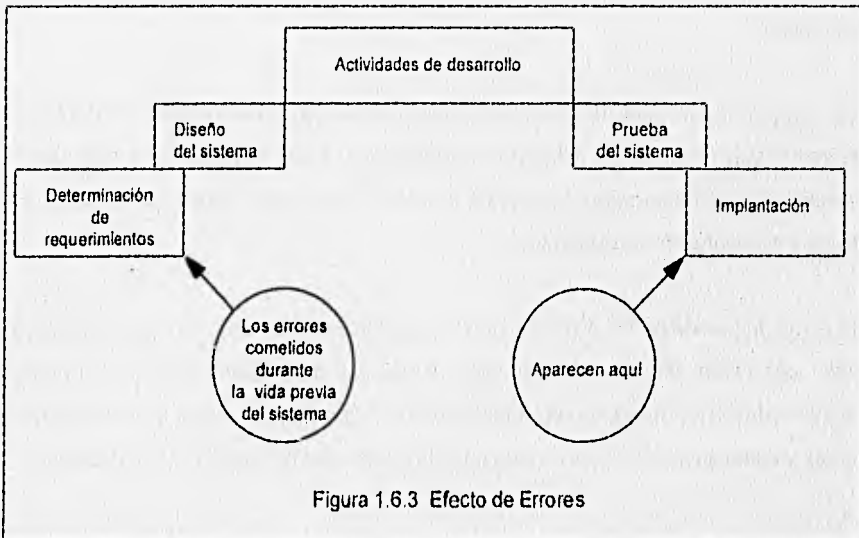 Actividades de desarrollo
Diseño
del sistema
Prueba
del sistema
Determinación
de
requerimientos
Implantación
Los errores
cometidos
durante
la vida previa
del sistema
Aparecen aquí
Figura 1.6.3 Efecto de Errores